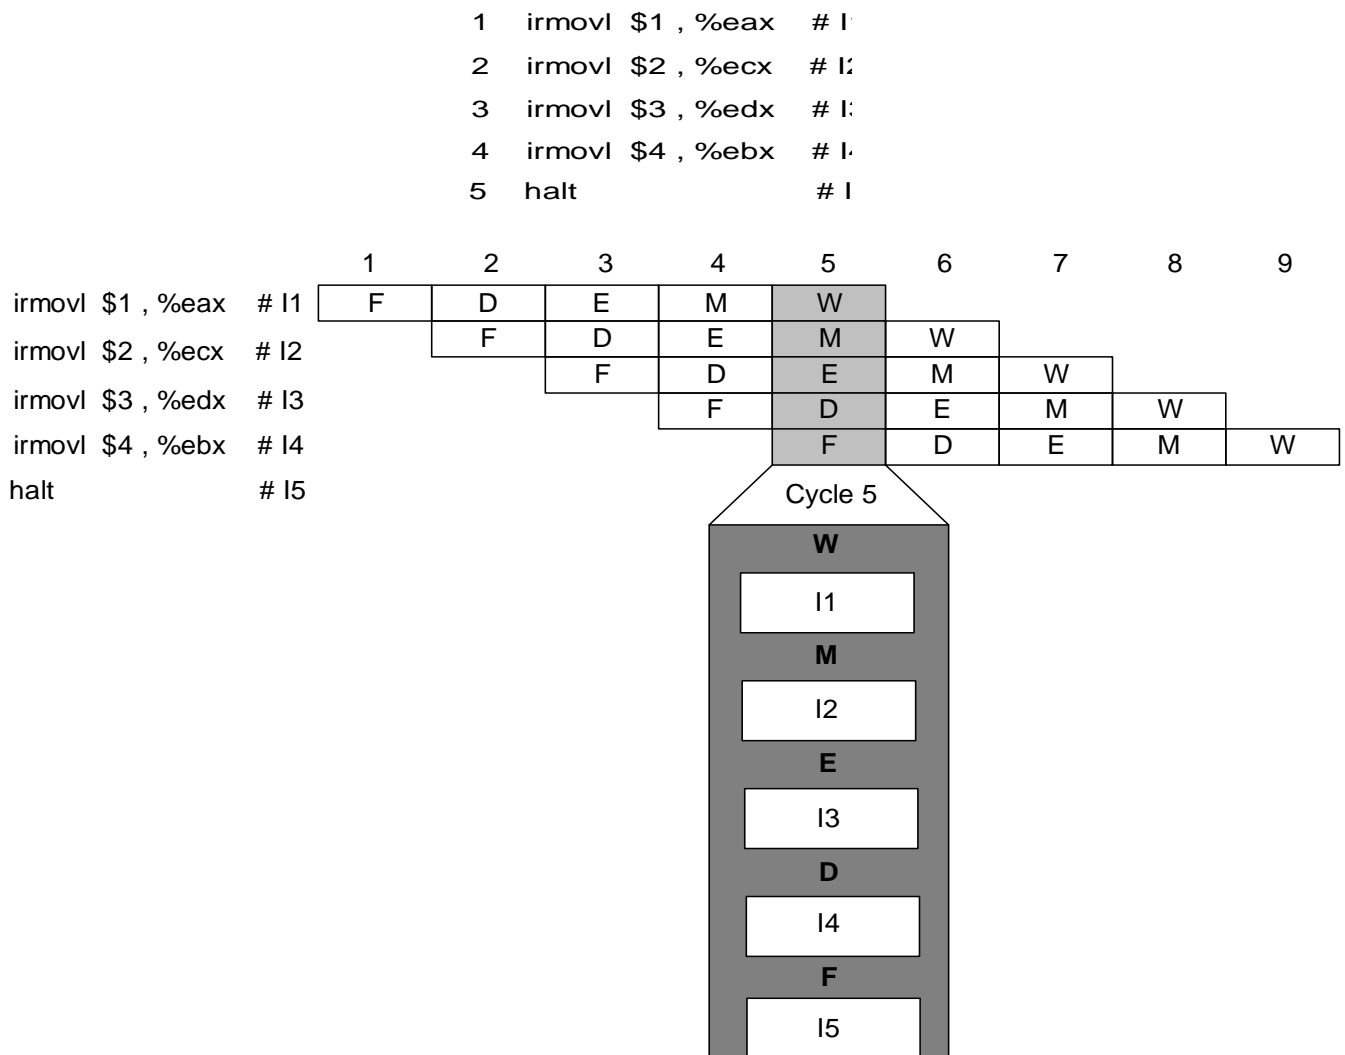 1 irmovl $1 , %eax # I
2 irmovl $2 , %ecx # I
3 irmovl $3 , %edx # I
4 irmovl $4 , %ebx # I
5 halt # I
1 2 3 4 5 6 7 8 9
irmovl $1 , %eax # I1 F D E M W
irmovl $2 , %ecx # I2 F D E M W
irmovl $3 , %edx # I3 F D E M W
irmovl $4 , %ebx # I4 F D E M W
halt # I5 F D E M W
Cycle 5
W
I1
M
I2
E
I3
D
I4
F
I5